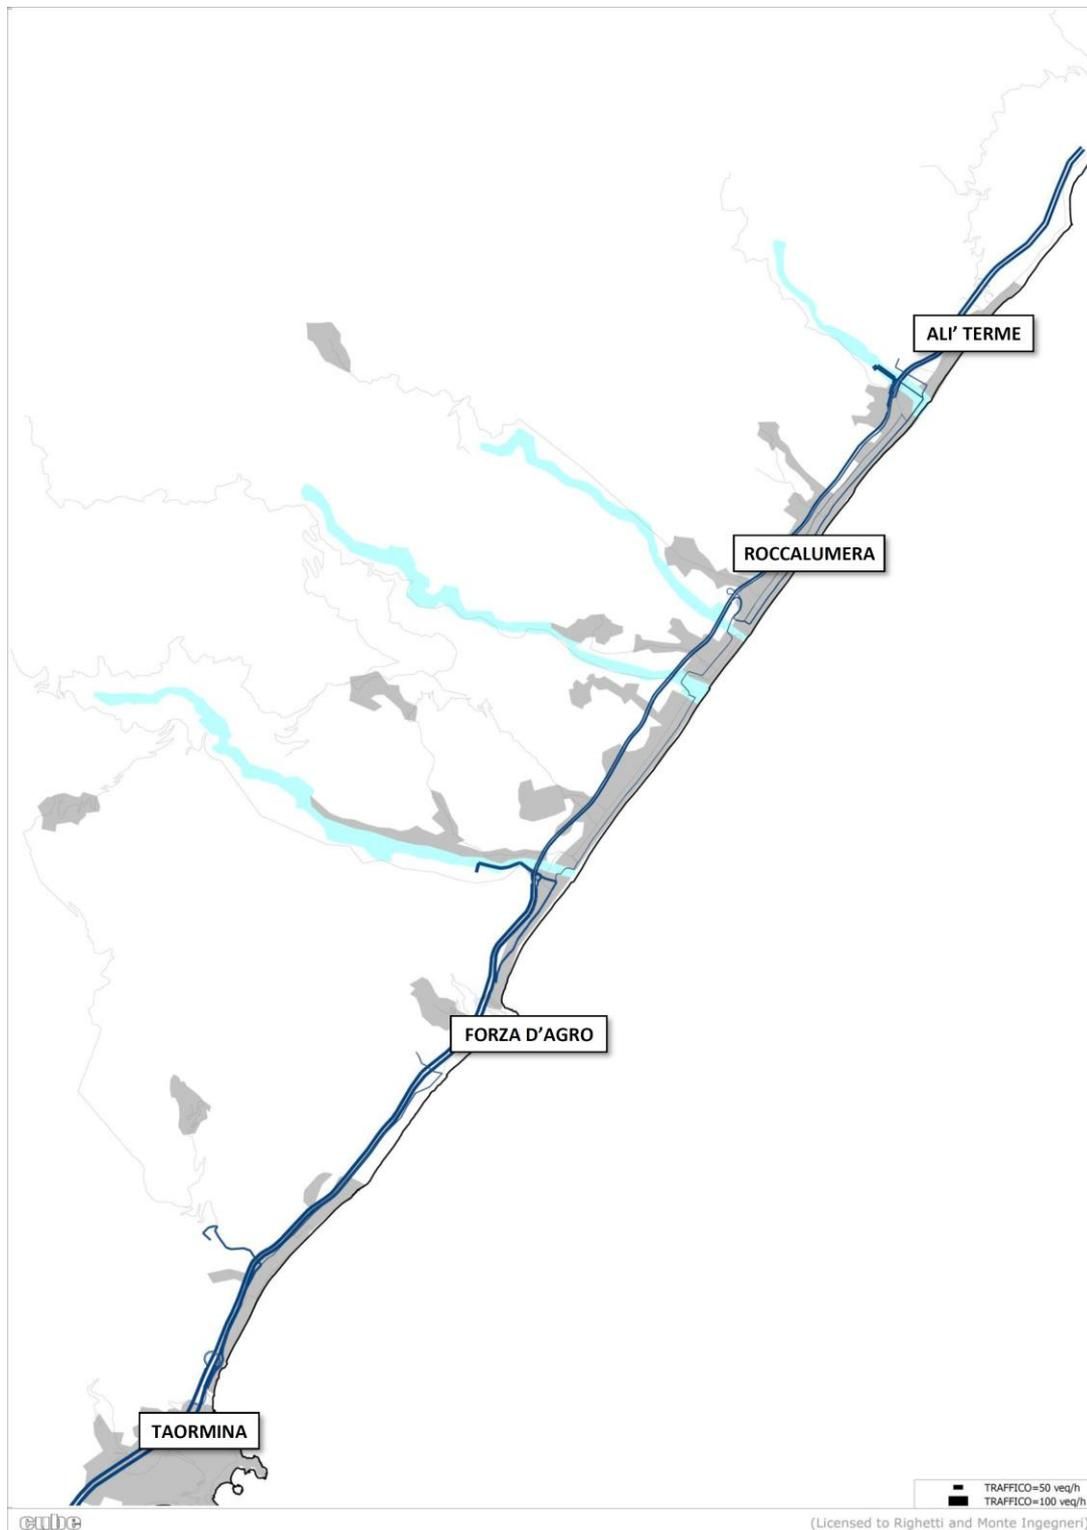 ALI' TERME
ROCCALUMERA
FORZA D'AGRO
TAORMINA
TRAFFICO=50 veq/h
TRAFFICO=100 veq/h
cube
(Licensed to Righetti and Monte Ingegneri)